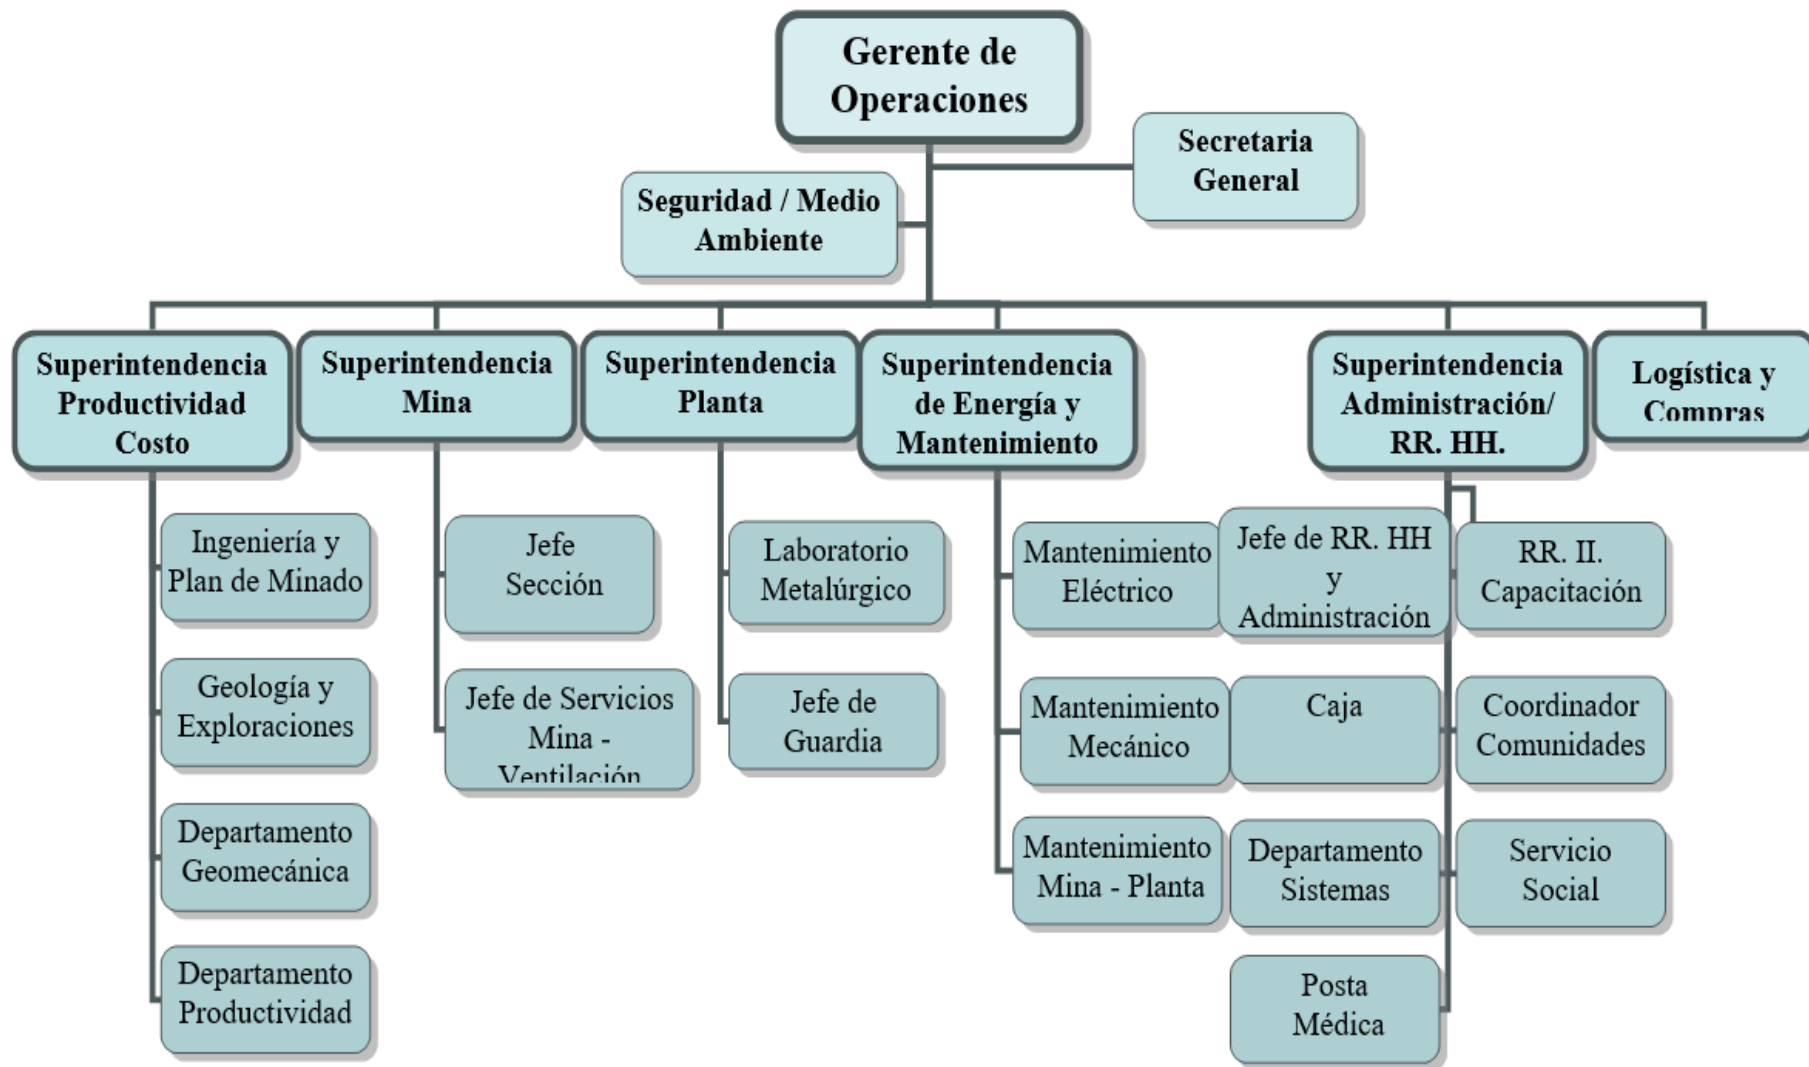 Gerente de
Operaciones
Secretaria
General
Seguridad / Medio
Ambiente
Superintendencia
Productividad
Costo
Superintendencia
Mina
Superintendencia
Planta
Superintendencia
de Energía y
Mantenimiento
Superintendencia
Administración/
RR. HH.
Logística y
Compras
Ingeniería y
Plan de Minado
Geología y
Exploraciones
Departamento
Geomecánica
Departamento
Productividad
Jefe
Sección
Jefe de Servicios
Mina -
Ventilación
Laboratorio
Metalúrgico
Jefe de
Guardia
Mantenimiento
Eléctrico
Mantenimiento
Mecánico
Mantenimiento
Mina - Planta
Jefe de RR. HH
y
Administración
RR. II.
Capacitación
Caja
Coordinador
Comunidades
Departamento
Sistemas
Servicio
Social
Posta
Médica